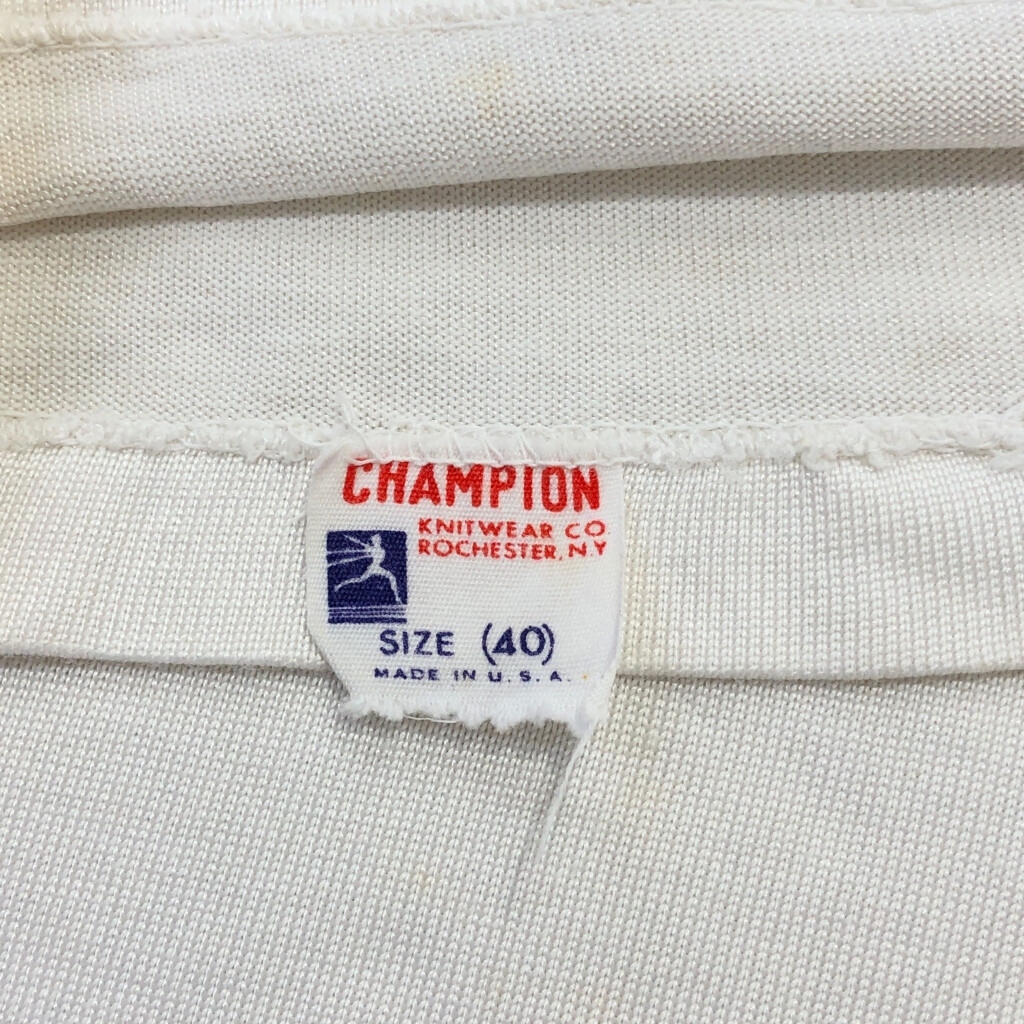 CHAMPION
KNITWEAR CO
ROCHESTER, N.Y
SIZE (40)
MADE IN U.S.A.